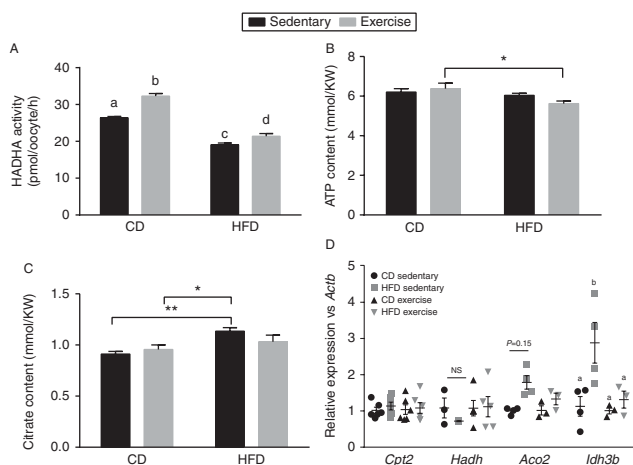 Sedentary Exercise
A
HADHA activity
(pmol/oocyte/h)
40
30
20
10
0
a
b
c
d
CD
HFD
B
ATP content (mmol/KW)
8
6
4
2
0
*
CD
HFD
C
Citrate content (mmol/KW)
1.5
1.0
0.5
0.0
*
**
CD
HFD
D
Relative expression vs Actb
5
4
3
2
1
0
CD sedentary
HFD sedentary
CD exercise
HFD exercise
NS
P=0.15
b
a
a
a
Cpt2 Hadh Aco2 Idh3b